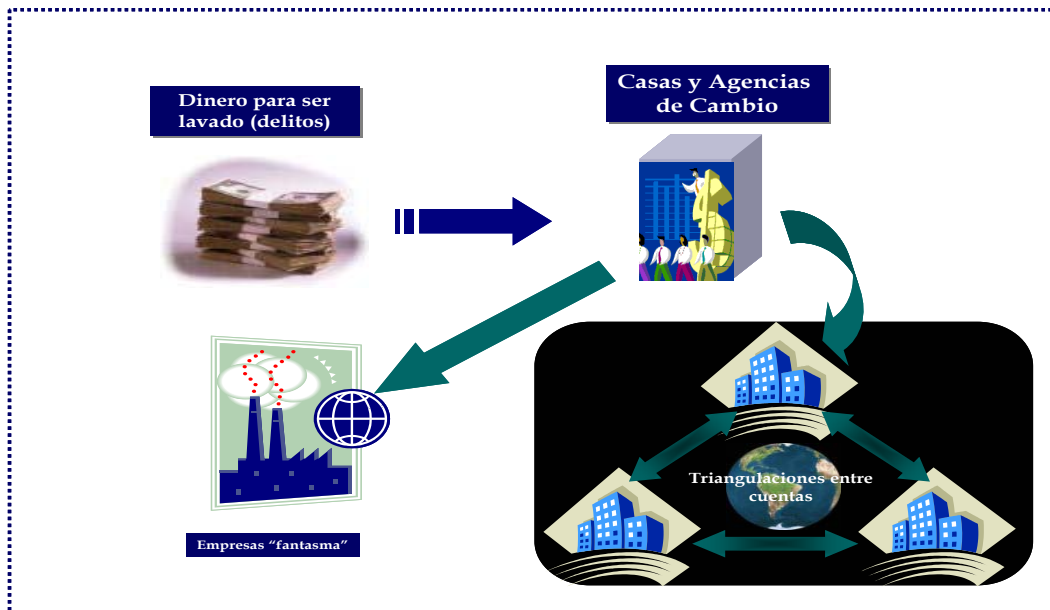 Dinero para ser
lavado (delitos)
Casas y Agencias
de Cambio
Triangulaciones entre
cuentas
Empresas “fantasma”